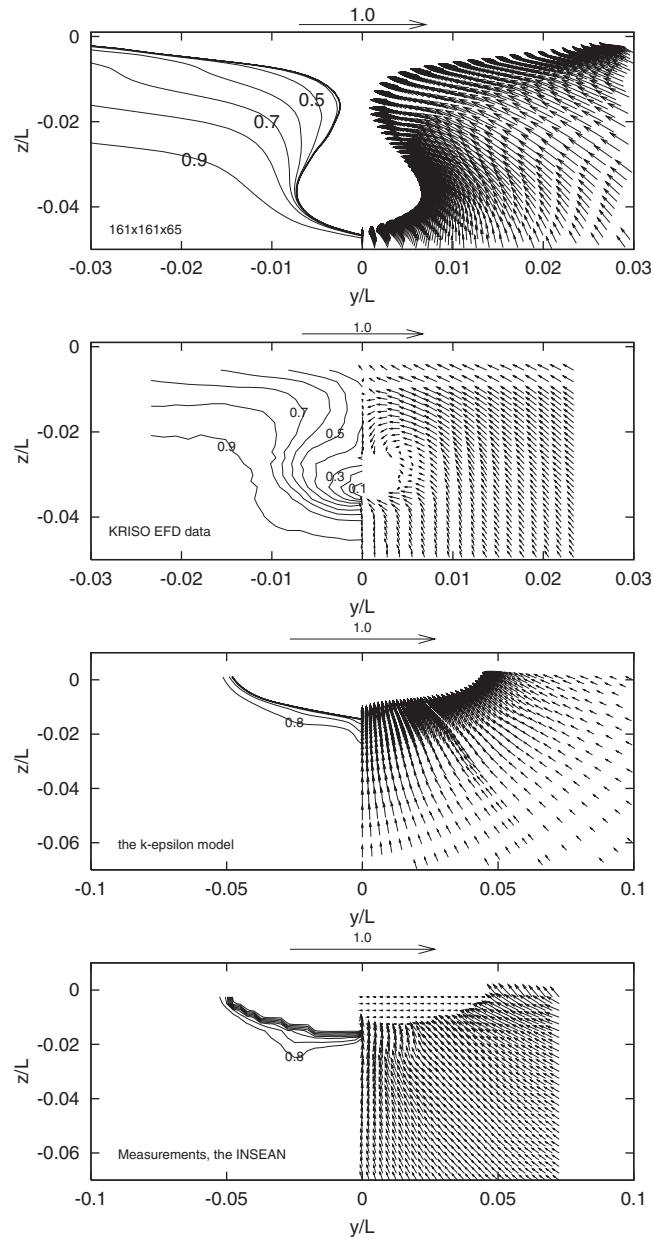 1.0
0
-0.02
-0.04
z/L
0.5
0.7
0.9
161x161x65
-0.03 -0.02 -0.01 0 0.01 0.02 0.03
y/L
1.0
0
-0.02
-0.04
z/L
0.7
0.5
0.9
0.3
0.1
KRISO EFD data
-0.03 -0.02 -0.01 0 0.01 0.02 0.03
y/L
1.0
0
-0.02
-0.04
-0.06
z/L
0.8
the k-epsilon model
-0.1 -0.05 0 0.05 0.1
y/L
1.0
0
-0.02
-0.04
-0.06
z/L
0.8
Measurements, the INSEAN
-0.1 -0.05 0 0.05 0.1
y/L